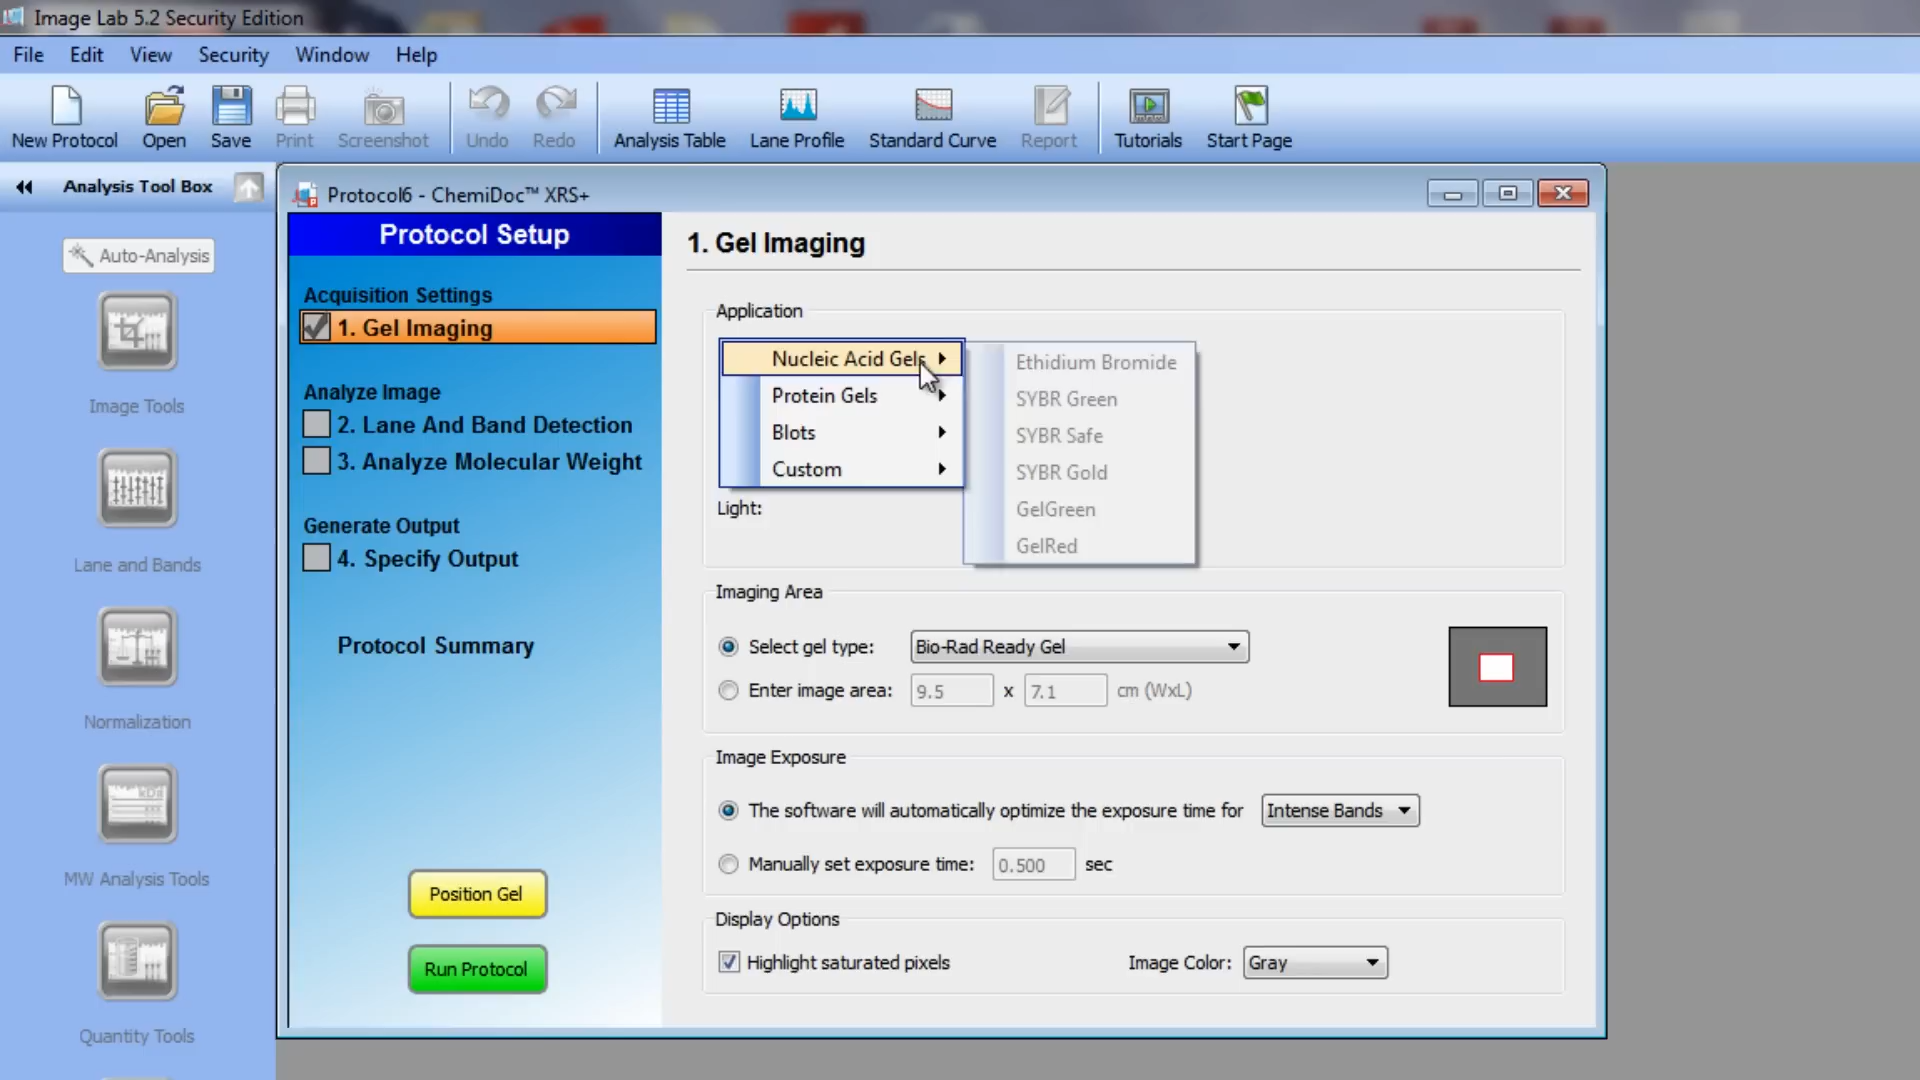 Image Lab 5.2 Security Edition
File Edit View Security Window Help
New Protocol Open Save Print Screenshot Undo Redo Analysis Table Lane Profile Standard Curve Report Tutorials Start Page
Analysis Tool Box
Auto-Analysis
Image Tools
Lane and Bands
Normalization
MW Analysis Tools
Quantity Tools
Protocol6 - ChemiDoc™ XRS+
Protocol Setup
Acquisition Settings
1. Gel Imaging
Analyze Image
2. Lane And Band Detection
3. Analyze Molecular Weight
Generate Output
4. Specify Output
Protocol Summary
Position Gel
Run Protocol
1. Gel Imaging
Application
Nucleic Acid Gels
Protein Gels
Blots
Custom
Ethidium Bromide
SYBR Green
SYBR Safe
SYBR Gold
GelGreen
GelRed
Light:
Imaging Area
Select gel type: Bio-Rad Ready Gel
Enter image area: 9.5 x 7.1 cm (WxL)
Image Exposure
The software will automatically optimize the exposure time for Intense Bands
Manually set exposure time: 0.500 sec
Display Options
Highlight saturated pixels Image Color: Gray